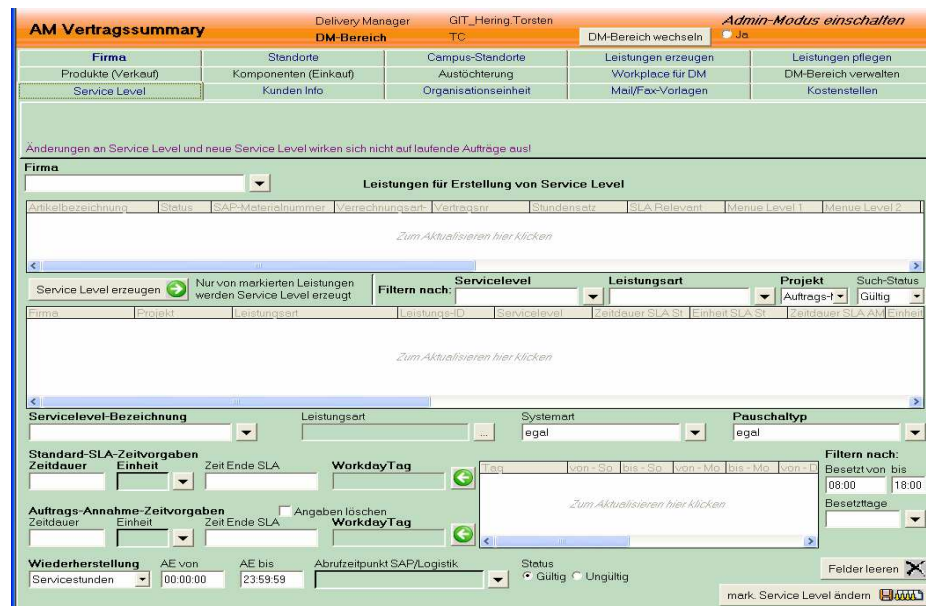 AM Vertragssummary
Delivery Manager GIT_Hering.Torsten
DM-Bereich TC
DM-Bereich wechseln
Admin-Modus einschalten
Ja
Firma Standorte Campus-Standorte Leistungen erzeugen Leistungen pflegen
Produkte (Verkauf) Komponenten (Einkauf) Austöchterung Workplace für DM DM-Bereich verwalten
Service Level Kunden Info Organisationseinheit Mail/Fax-Vorlagen Kostenstellen
Änderungen an Service Level und neue Service Level wirken sich nicht auf laufende Aufträge aus!
Firma
Leistungen für Erstellung von Service Level
Artikelbezeichnung Status SAP-Materialnummer Verrechnungsart- Vertragsnr Stundensatz SLA Relevant Menue Level 1 Menue Level 2
Zum Aktualisieren hier klicken
Service Level erzeugen
Nur von markierten Leistungen
werden Service Level erzeugt
Filtern nach:
Servicelevel Leistungsart Projekt Such-Status
Auftrags-N Gültig
Firma Projekt Leistungsart Leistungs-ID Servicelevel Zeitdauer SLA St Einheit SLA St Zeitdauer SLA AM Einheit
Zum Aktualisieren hier klicken
Servicelevel-Bezeichnung Leistungsart Systemart Pauschaltyp
... egal egal
Standard-SLA-Zeitvorgaben
Zeitdauer Einheit Zeit Ende SLA WorkdayTag
Tag von - So bis - So von - Mo bis - Mo von - D
Zum Aktualisieren hier klicken
Filtern nach:
Besetzt von bis
08:00 18:00
Besetzttage
Auftrags-Annahme-Zeitvorgaben Angaben löschen
Zeitdauer Einheit Zeit Ende SLA WorkdayTag
Wiederherstellung AE von AE bis Abrufzeitpunkt SAP/Logistik Status
Servicestunden 00:00:00 23:59:59 Gültig Ungültig
Felder leeren
mark. Service Level ändern